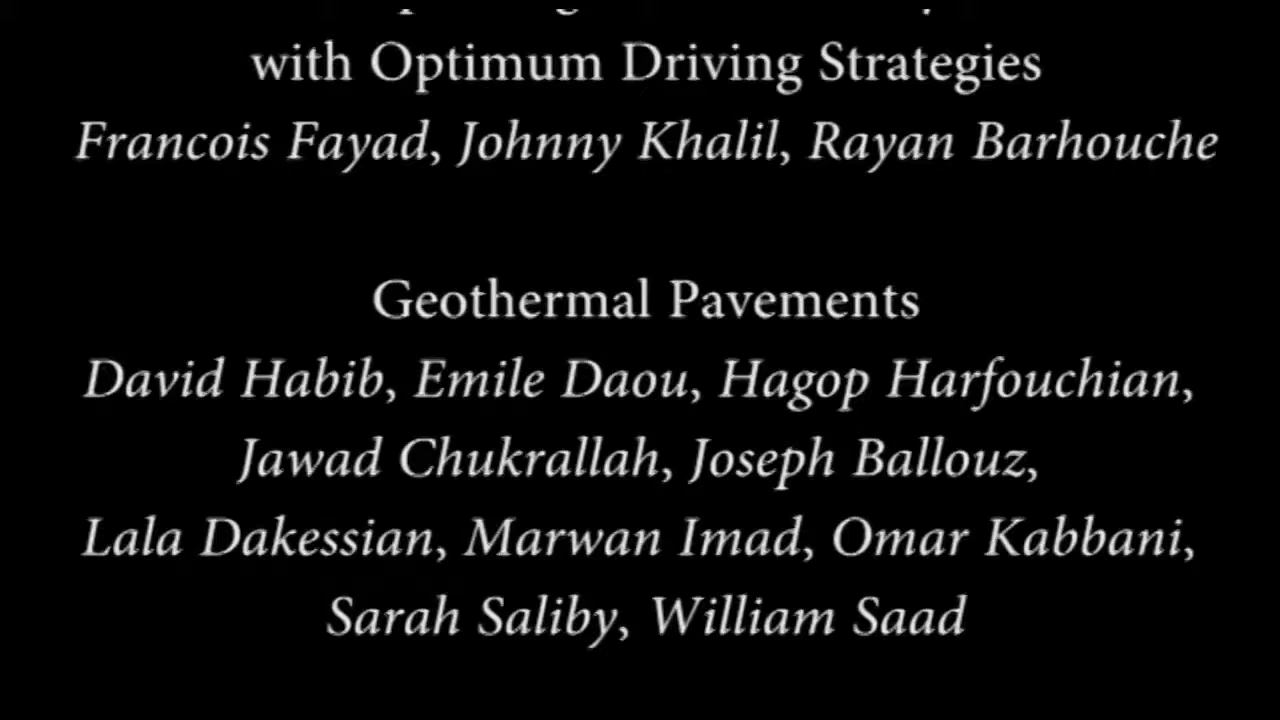 with Optimum Driving Strategies
Francois Fayad, Johnny Khalil, Rayan Barhouche
Geothermal Pavements
David Habib, Emile Daou, Hagop Harfouchian,
Jawad Chukrallah, Joseph Ballouz,
Lala Dakessian, Marwan Imad, Omar Kabbani,
Sarah Saliby, William Saad